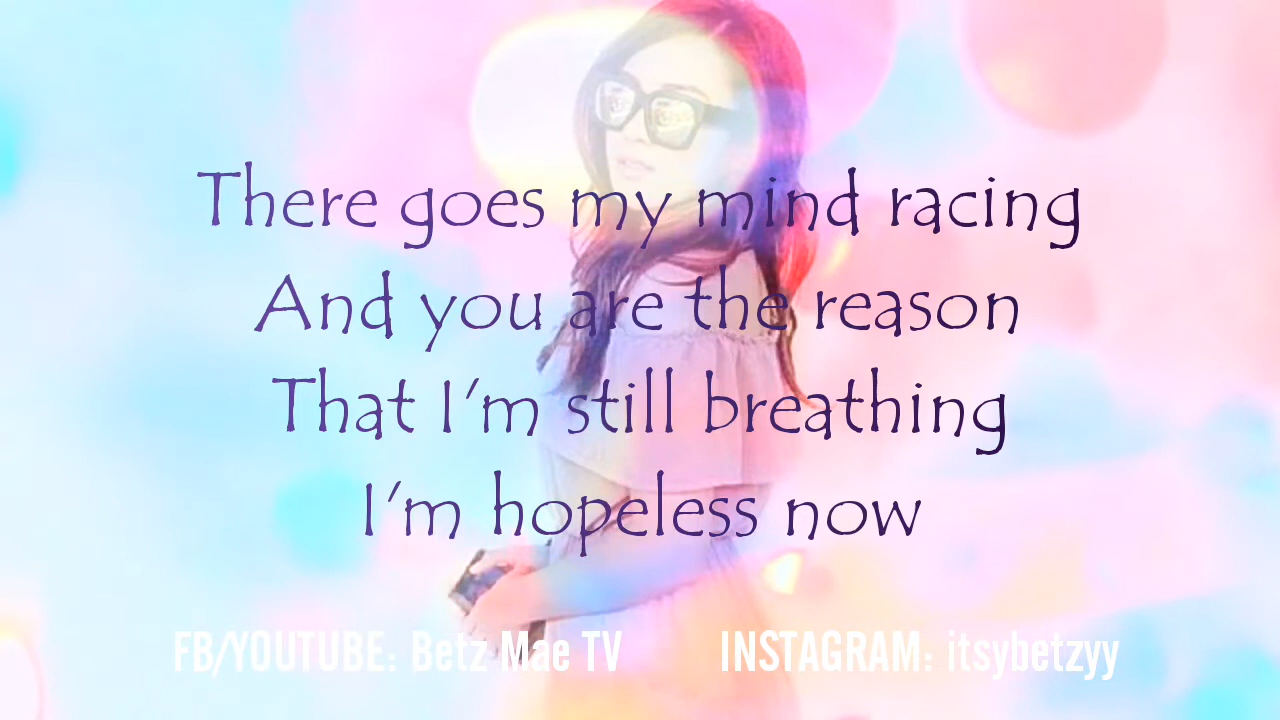 There goes my mind racing
And you are the reason
That I'm still breathing
I'm hopeless now
FB/YOUTUBE: Betz Mae TV INSTAGRAM: itsybetzyy